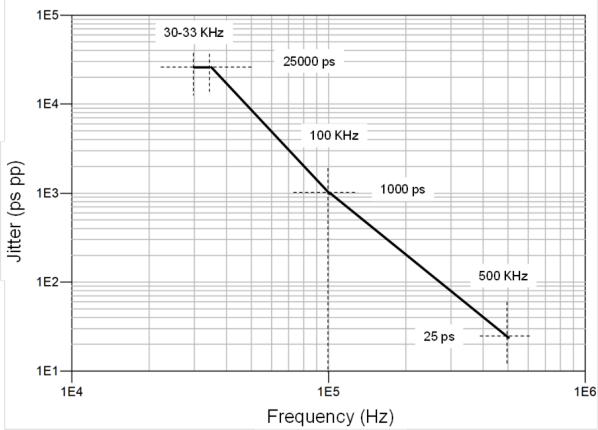 1E5
30-33 KHz
25000 ps
1E4
100 KHz
1E3
1000 ps
Jitter (ps pp)
1E2
500 KHz
25 ps
1E1
1E4
1E5
1E6
Frequency (Hz)